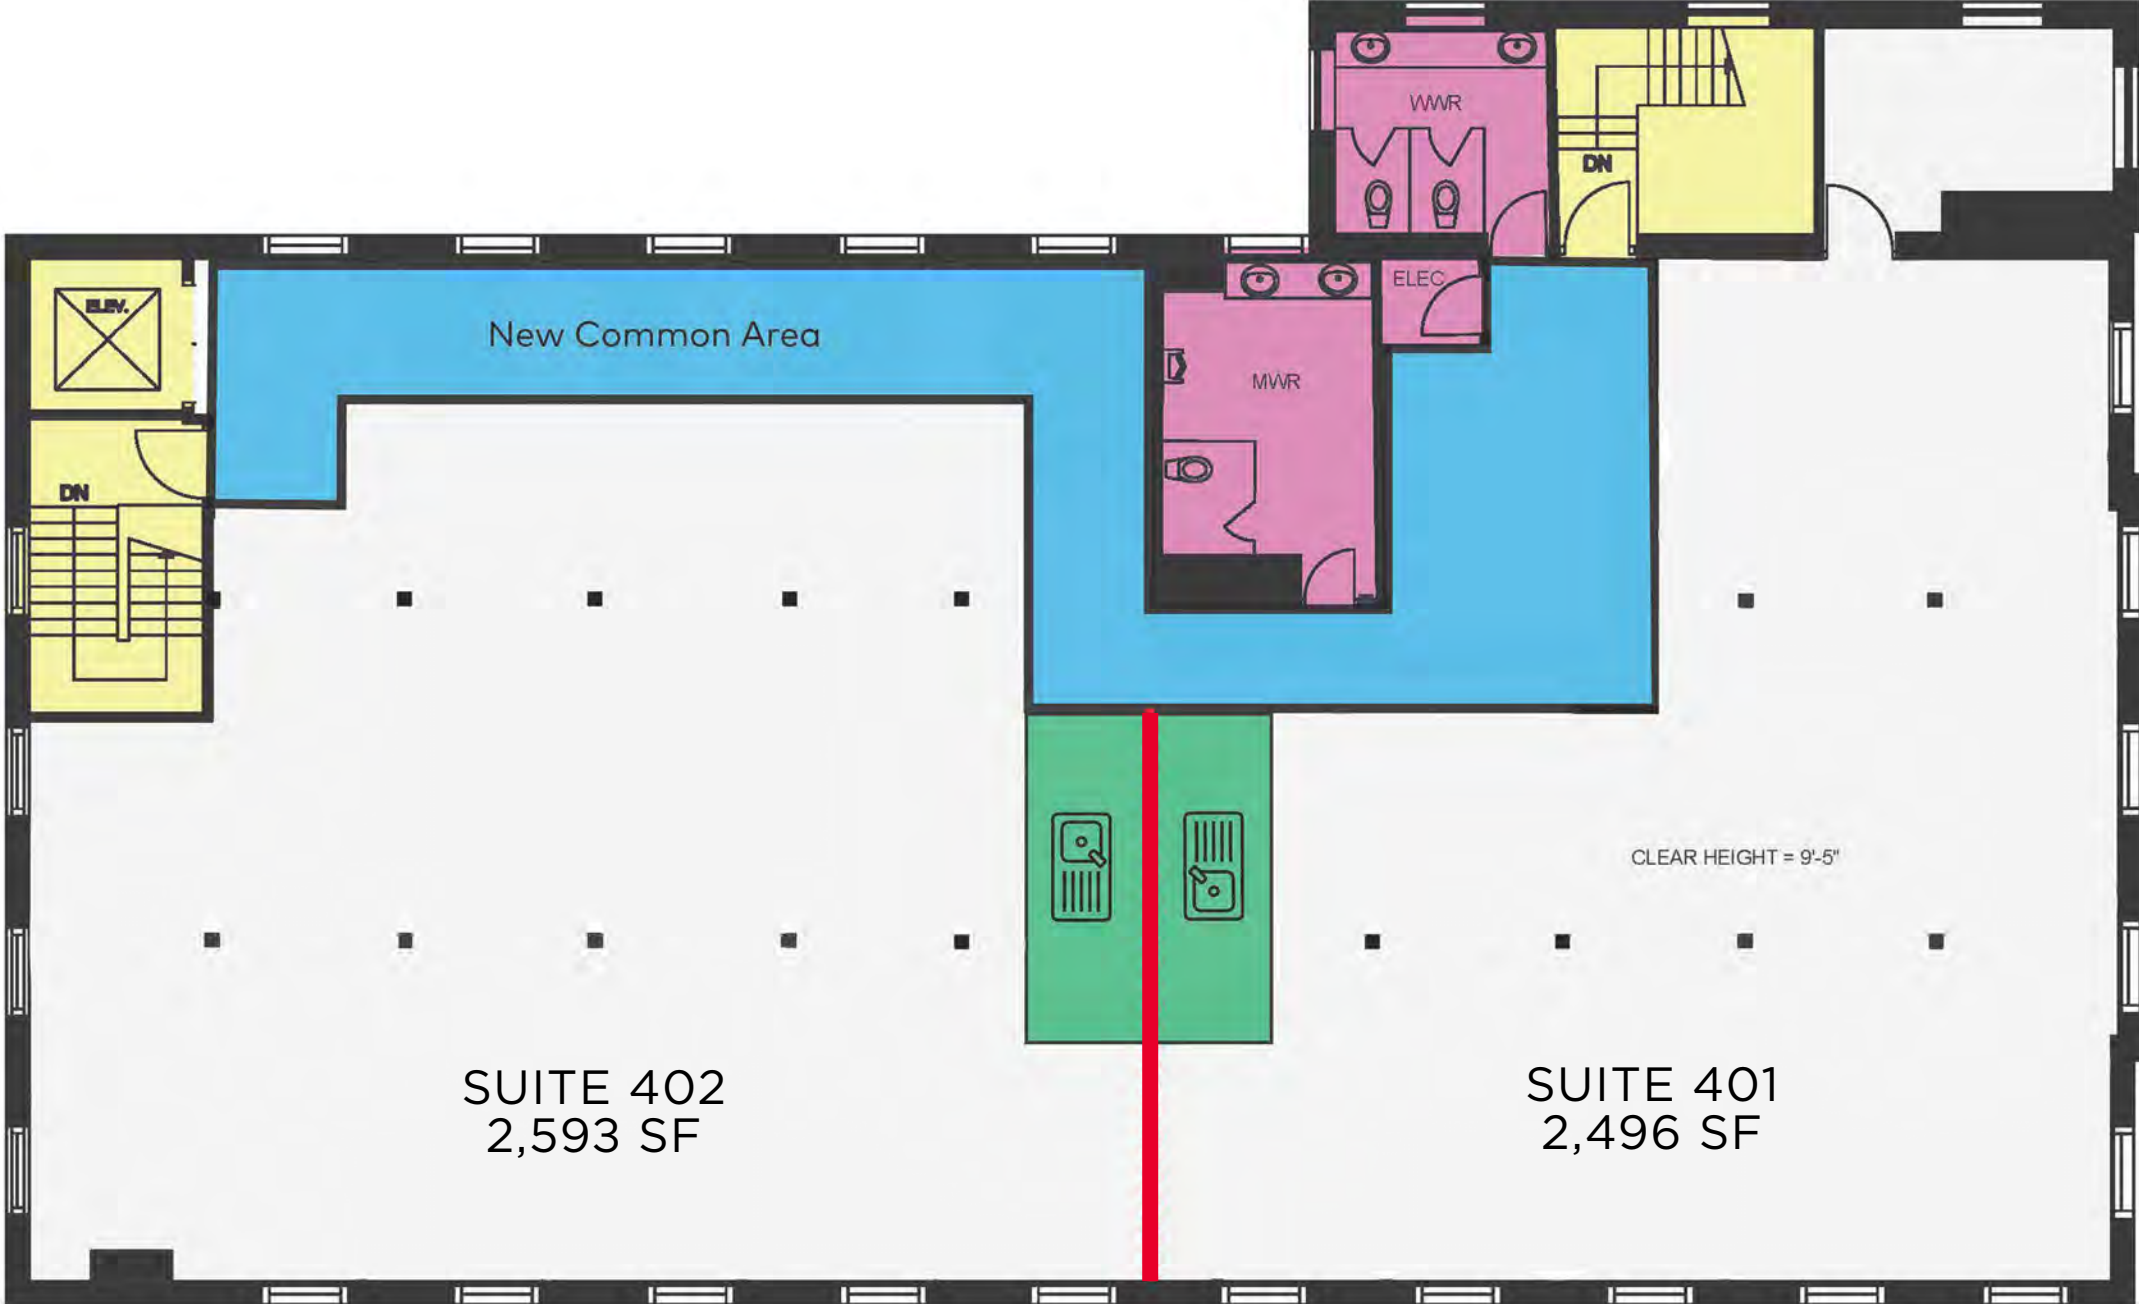 WWR
DN
ELEC
ELEV.
New Common Area
MWR
DN
CLEAR HEIGHT = 9'-5"
SUITE 402
2,593 SF
SUITE 401
2,496 SF